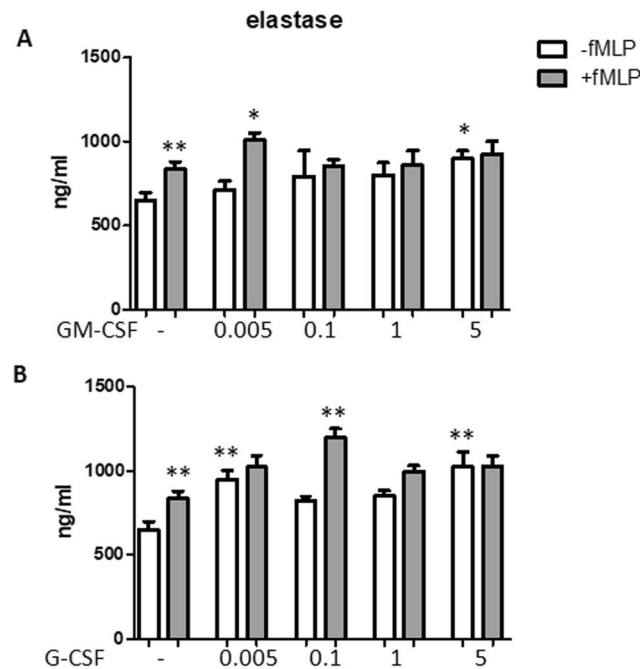 elastase
A
-fMLP
+fMLP
1500
1000
500
0
ng/ml
** * *
GM-CSF - 0.005 0.1 1 5
B
1500
1000
500
0
ng/ml
** ** ** **
G-CSF - 0.005 0.1 1 5